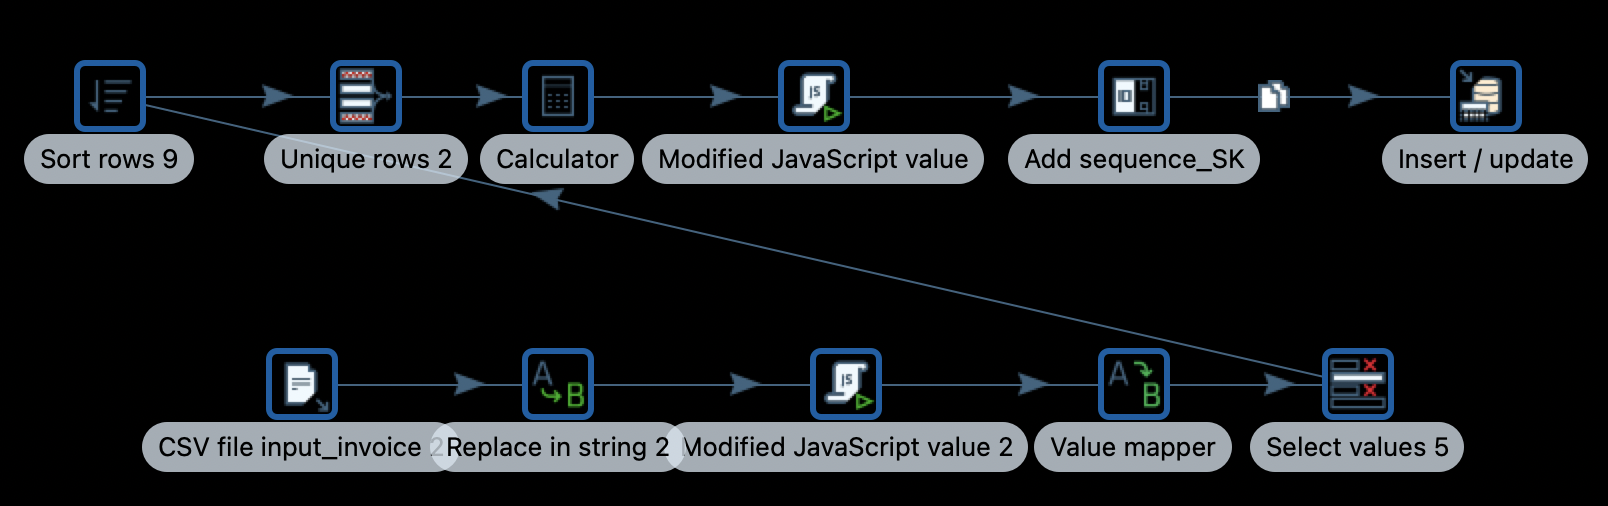 Sort rows 9
Unique rows 2
Calculator
Modified JavaScript value
Add sequence_SK
Insert / update
CSV file input_invoice 2
Replace in string 2
Modified JavaScript value 2
Value mapper
Select values 5